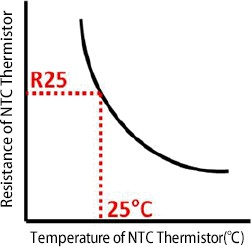 Resistance of NTC Thermistor
R25
25°C
Temperature of NTC Thermistor(℃)